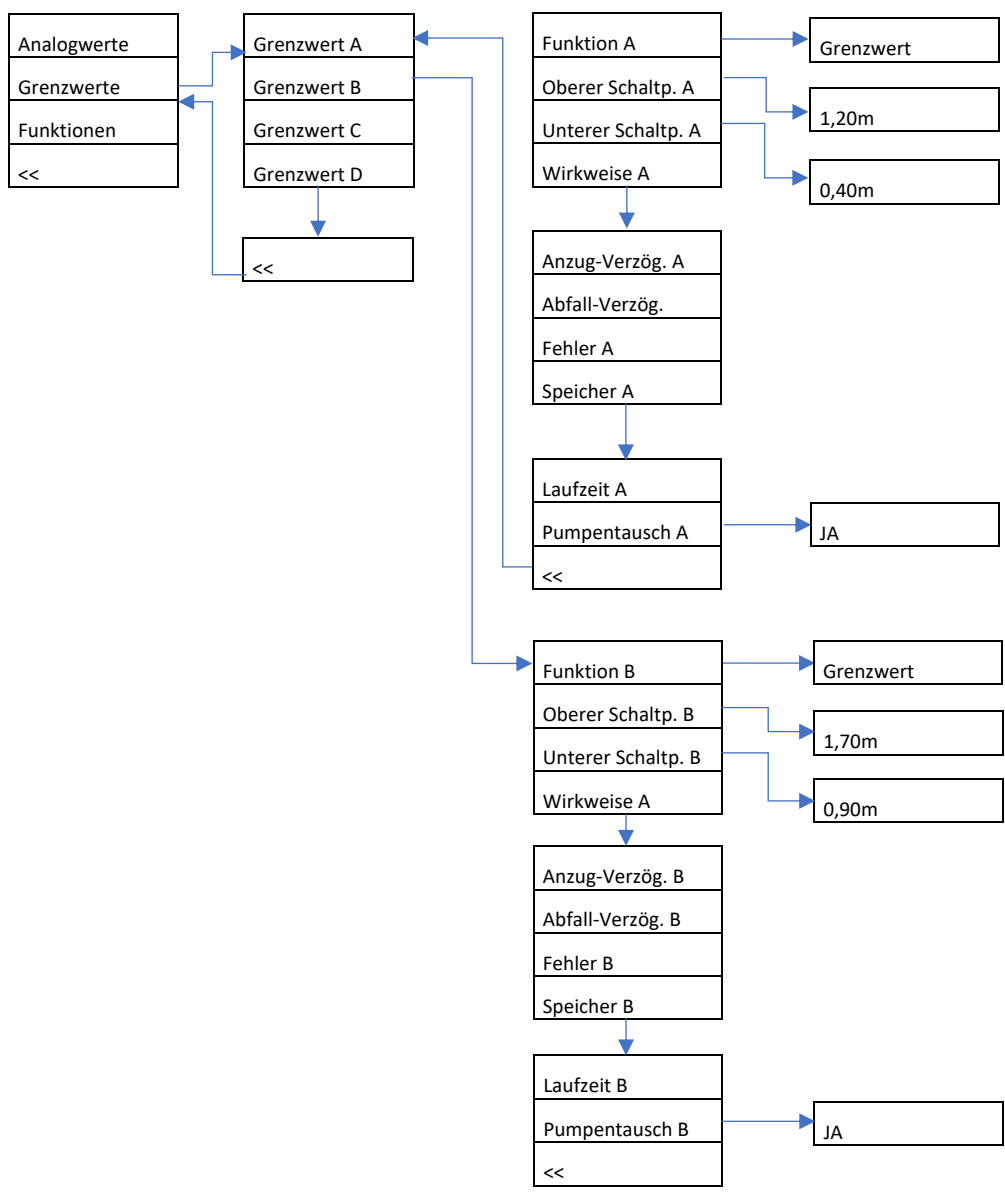 Analogwerte
Grenzwerte
Funktionen
<<
Grenzwert A
Grenzwert B
Grenzwert C
Grenzwert D
<<
Funktion A
Oberer Schaltp. A
Unterer Schaltp. A
Wirkweise A
Grenzwert
1,20m
0,40m
Anzug-Verzög. A
Abfall-Verzög.
Fehler A
Speicher A
Laufzeit A
Pumpentausch A
<<
JA
Funktion B
Oberer Schaltp. B
Unterer Schaltp. B
Wirkweise A
Grenzwert
1,70m
0,90m
Anzug-Verzög. B
Abfall-Verzög. B
Fehler B
Speicher B
Laufzeit B
Pumpentausch B
<<
JA